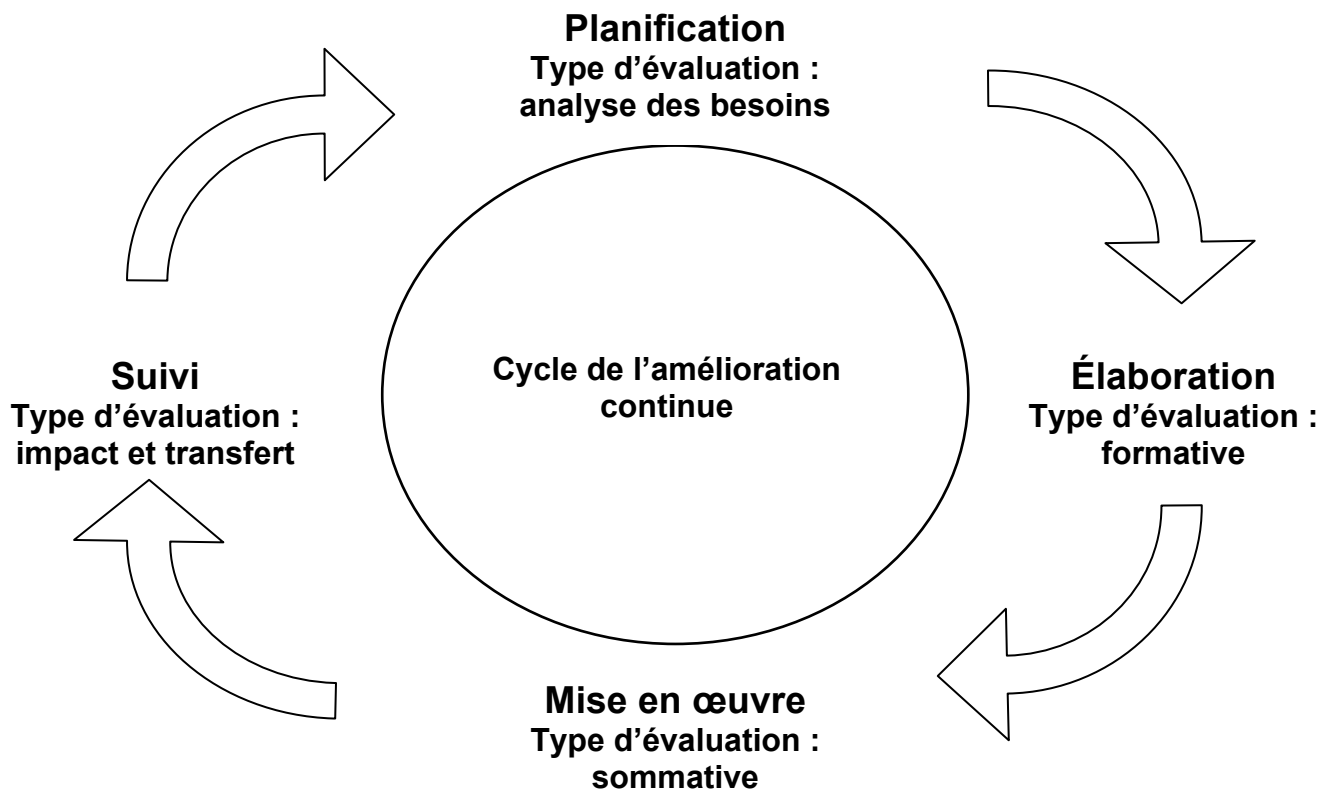 Planification
Type d’évaluation :
analyse des besoins
Cycle de l’amélioration
continue
Suivi
Type d’évaluation :
impact et transfert
Élaboration
Type d’évaluation :
formative
Mise en œuvre
Type d’évaluation :
sommative